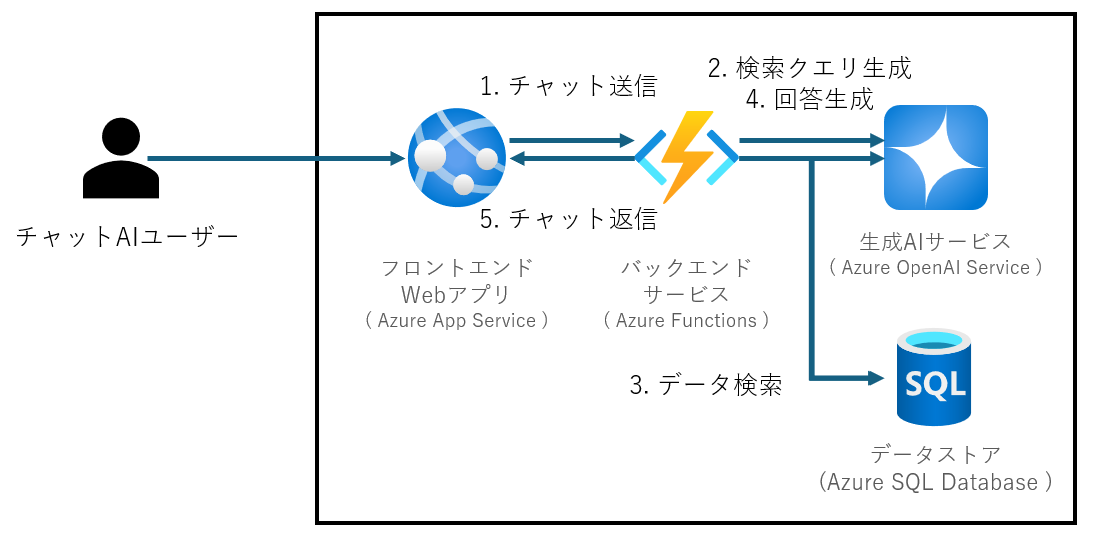 チャットAIユーザー
1. チャット送信
5. チャット返信
フロントエンド
Webアプリ
( Azure App Service )
バックエンド
サービス
( Azure Functions )
2. 検索クエリ生成
4. 回答生成
生成AIサービス
( Azure OpenAI Service )
3. データ検索
SQL
データストア
(Azure SQL Database )